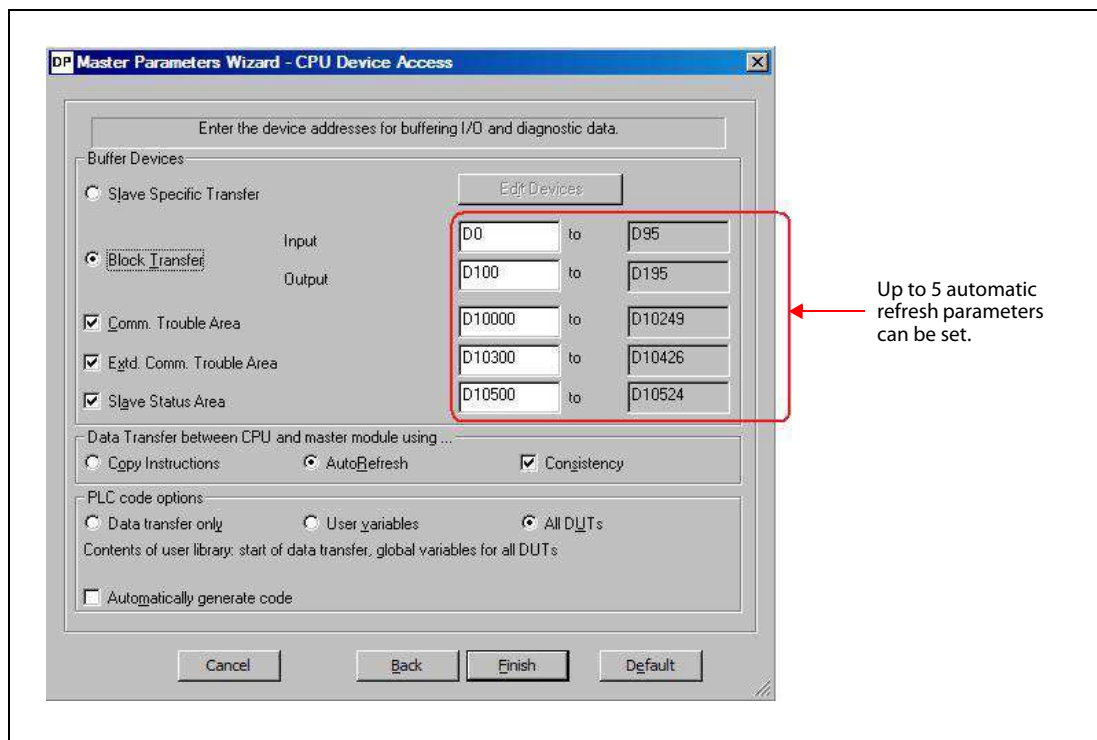 DP Master Parameters Wizard - CPU Device Access
Enter the device addresses for buffering I/O and diagnostic data.
Buffer Devices
Slave Specific Transfer
Edit Devices
Input
D0 to D95
Block Transfer
Output
D100 to D195
Comm. Trouble Area
D10000 to D10249
Extd. Comm. Trouble Area
D10300 to D10426
Slave Status Area
D10500 to D10524
Up to 5 automatic
refresh parameters
can be set.
Data Transfer between CPU and master module using ...
Copy Instructions AutoRefresh Consistency
PLC code options
Data transfer only User variables All DUTs
Contents of user library: start of data transfer, global variables for all DUTs
Automatically generate code
Cancel Back Finish Default